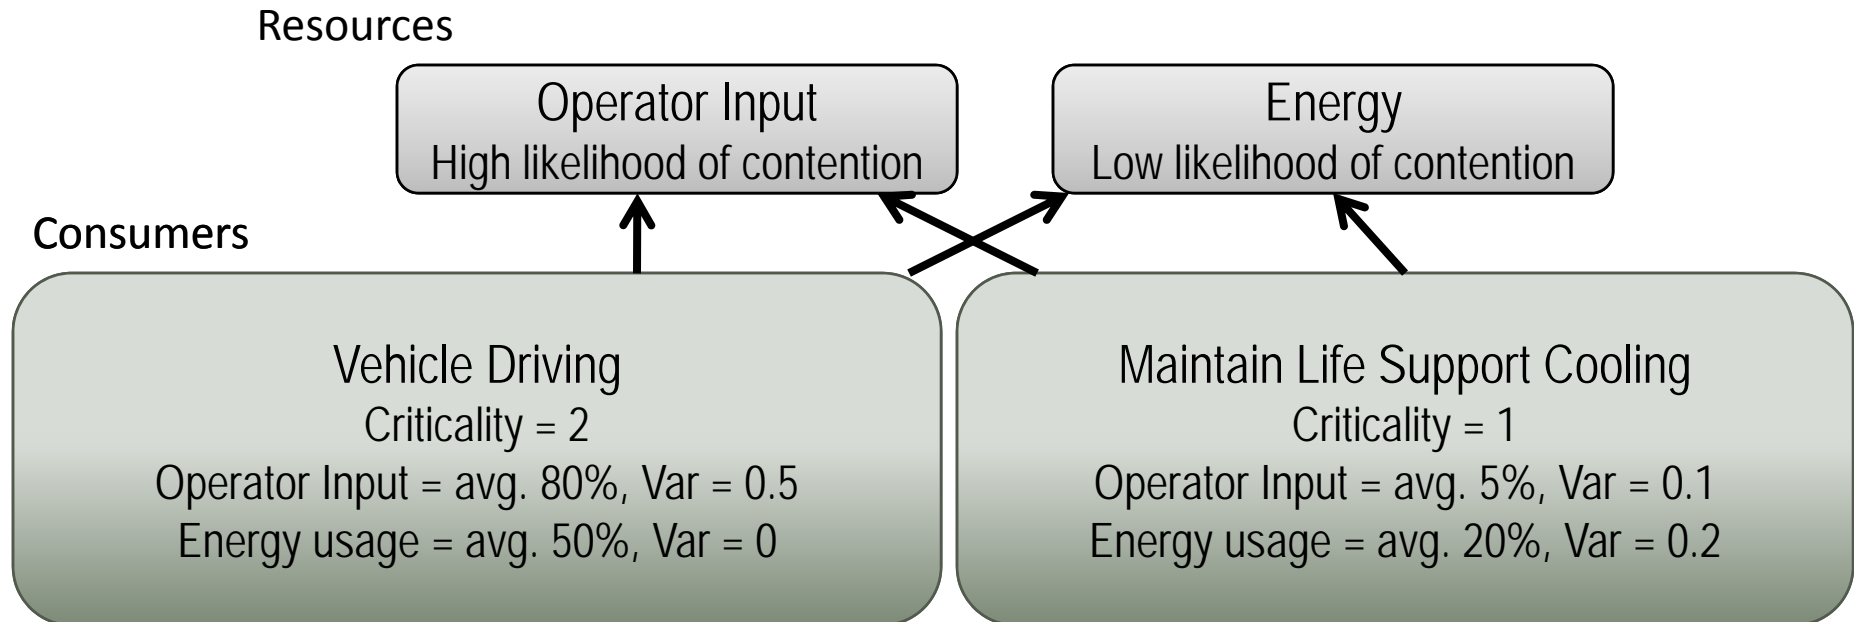 Resources
Operator Input
High likelihood of contention
Energy
Low likelihood of contention
Consumers
Vehicle Driving
Criticality = 2
Operator Input = avg. 80%, Var = 0.5
Energy usage = avg. 50%, Var = 0
Maintain Life Support Cooling
Criticality = 1
Operator Input = avg. 5%, Var = 0.1
Energy usage = avg. 20%, Var = 0.2